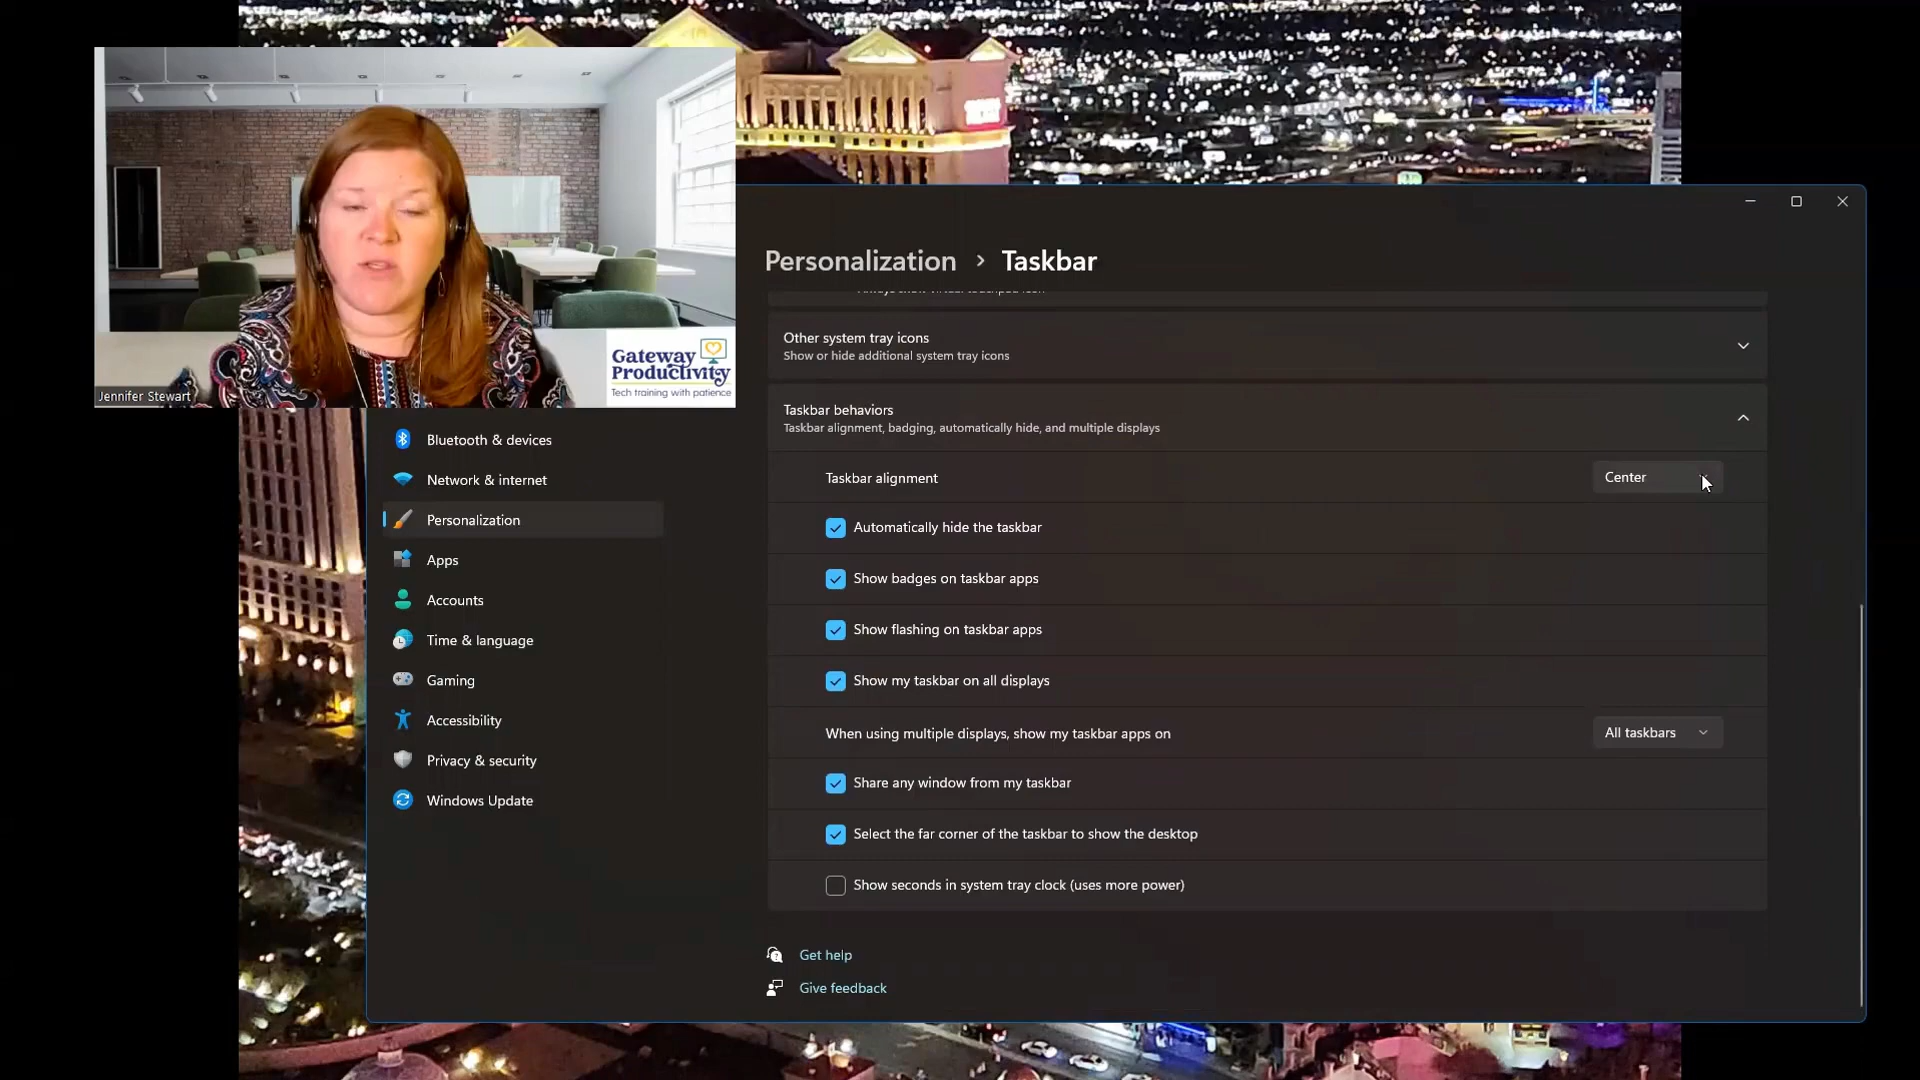 Jennifer Stewart
Gateway
Productivity
Tech training with patience
Personalization > Taskbar
Other system tray icons
Show or hide additional system tray icons
Taskbar behaviors
Taskbar alignment, badging, automatically hide, and multiple displays
Taskbar alignment
Center
Automatically hide the taskbar
Show badges on taskbar apps
Show flashing on taskbar apps
Show my taskbar on all displays
When using multiple displays, show my taskbar apps on
All taskbars
Share any window from my taskbar
Select the far corner of the taskbar to show the desktop
Show seconds in system tray clock (uses more power)
Get help
Give feedback
Bluetooth & devices
Network & internet
Personalization
Apps
Accounts
Time & language
Gaming
Accessibility
Privacy & security
Windows Update